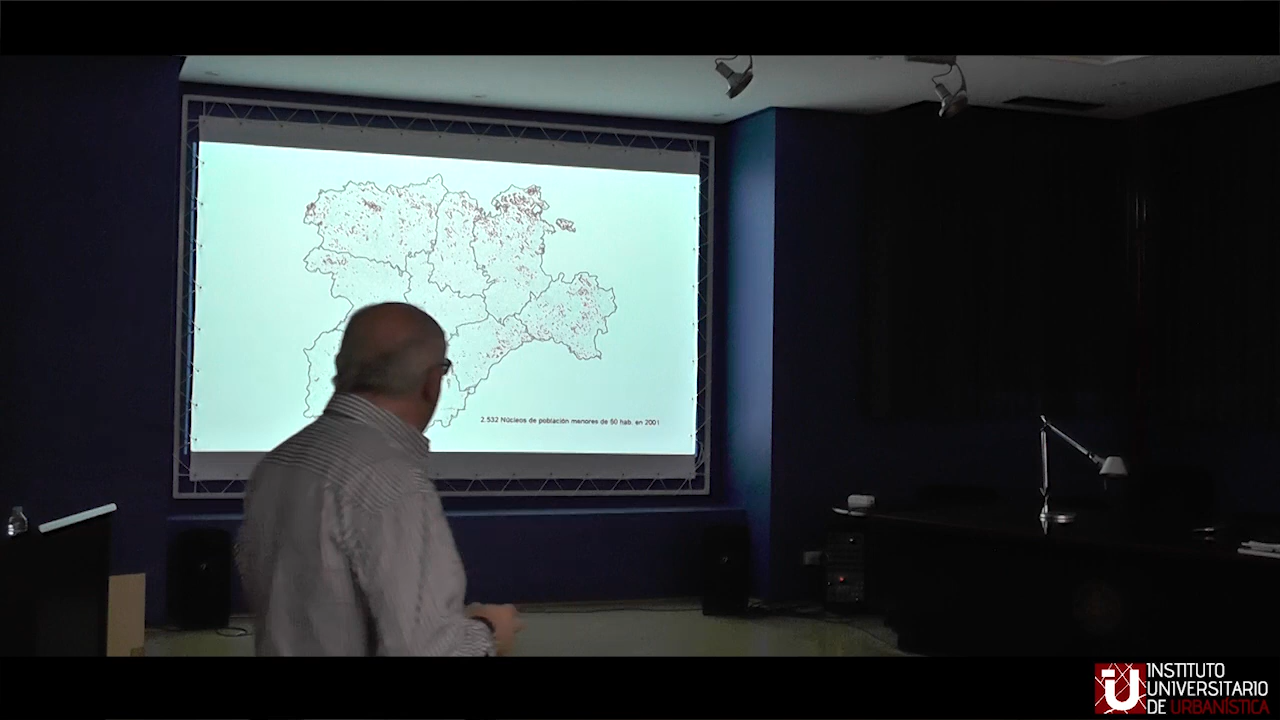 2.532 Núcleos de población menores de 50 hab. en 2001
INSTITUTO
UNIVERSITARIO
DE URBANÍSTICA